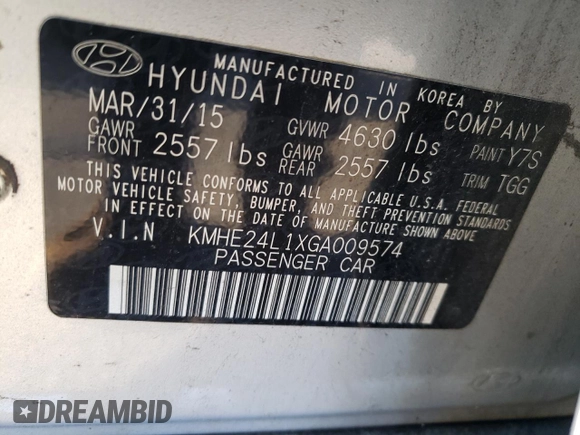 MANUFACTURED IN KOREA BY
HYUNDAI MOTOR COMPANY
MAR/31/15 GVWR 4630 lbs PAINT Y7S
GAWR FRONT 2557 lbs GAWR REAR 2557 lbs TRIM TGG
THIS VEHICLE CONFORMS TO ALL APPLICABLE U.S.A. FEDERAL
MOTOR VEHICLE SAFETY, BUMPER, AND THEFT PREVENTION STANDARDS
IN EFFECT ON THE DATE OF MANUFACTURE SHOWN ABOVE
V.I.N KMHE24L1XGA009574
PASSENGER CAR
DREAMBID